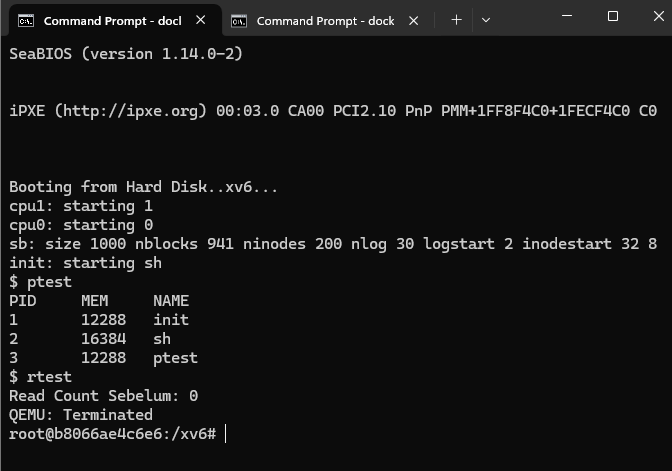 Command Prompt - docl
Command Prompt - dock
SeaBIOS (version 1.14.0-2)
iPXE (http://ipxe.org) 00:03.0 CA00 PCI2.10 PnP PMM+1FF8F4C0+1FECF4C0 C0
Booting from Hard Disk..xv6...
cpu1: starting 1
cpu0: starting 0
sb: size 1000 nblocks 941 ninodes 200 nlog 30 logstart 2 inodestart 32 8
init: starting sh
$ ptest
PID MEM NAME
1 12288 init
2 16384 sh
3 12288 ptest
$ rtest
Read Count Sebelum: 0
QEMU: Terminated
root@b8066ae4c6e6:/xv6#